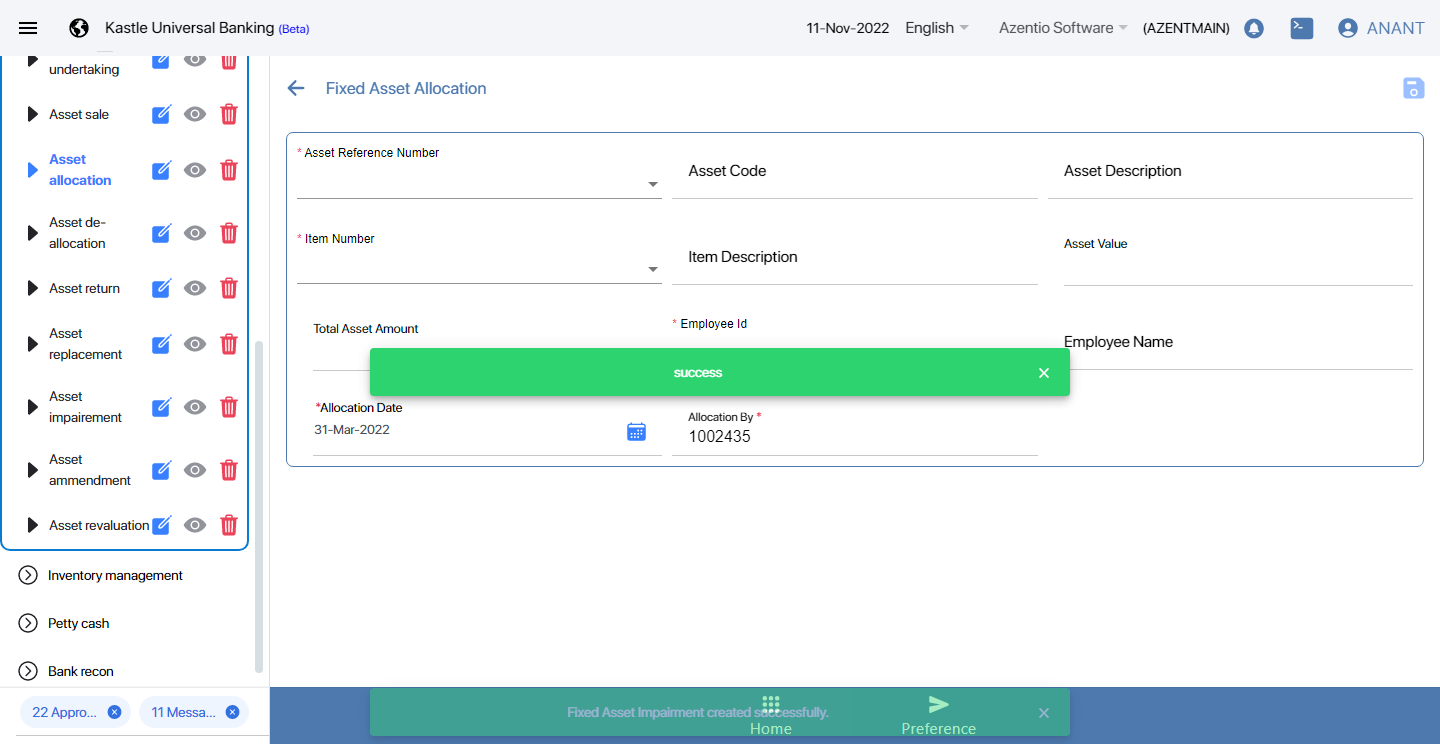 Kastle Universal Banking (Beta)
11-Nov-2022
English
Azentio Software
(AZENTMAIN)
ANANT
undertaking
Asset sale
Asset
allocation
Asset de-
allocation
Asset return
Asset
replacement
Asset
impairement
Asset
ammendment
Asset revaluation
Inventory management
Petty cash
Bank recon
22 Appro...
11 Messa...
Fixed Asset Allocation
* Asset Reference Number
Asset Code
Asset Description
* Item Number
Item Description
Asset Value
Total Asset Amount
* Employee Id
Employee Name
success
*Allocation Date
31-Mar-2022
Allocation By *
1002435
Fixed Asset Impairment created successfully.
Home
Preference